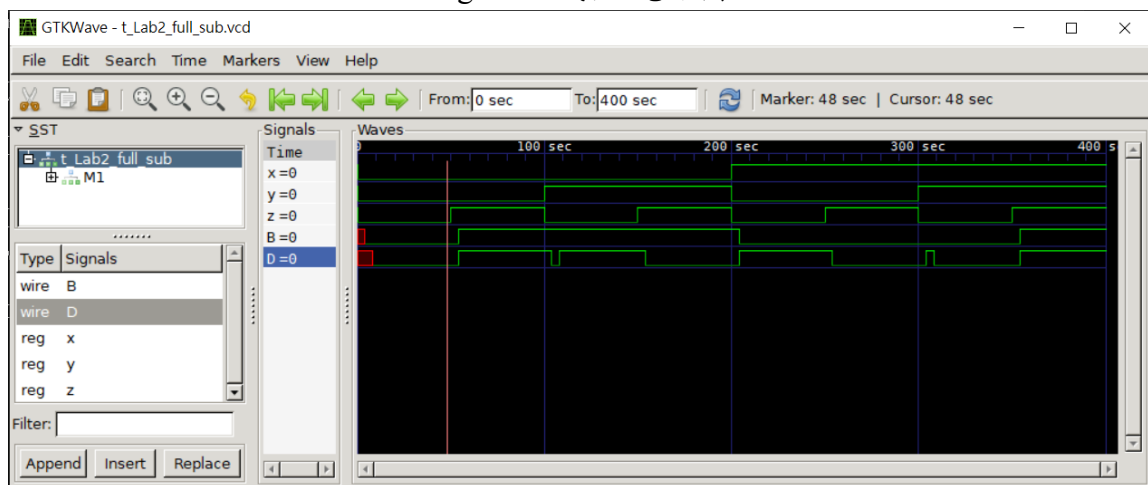 GTKWave - t_Lab2_full_sub.vcd
File Edit Search Time Markers View Help
From: 0 sec To: 400 sec Marker: 48 sec | Cursor: 48 sec
SST
t_Lab2_full_sub
M1
Type Signals
wire B
wire D
reg x
reg y
reg z
Filter:
Append Insert Replace
Signals
Time
x=0
y=0
z=0
B=0
D=0
Waves
0 100 sec 200 sec 300 sec 400 s